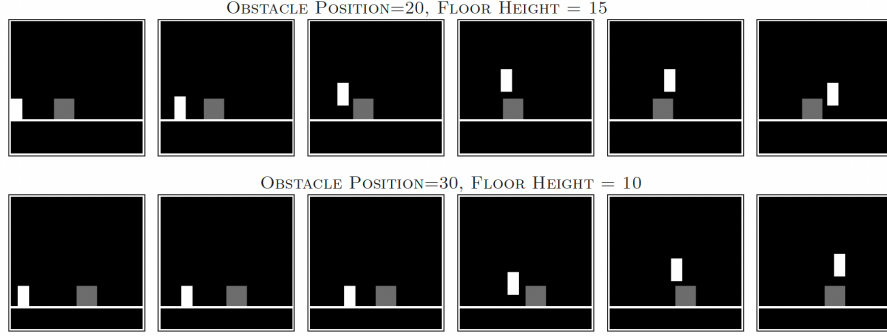 Obstacle Position=20, Floor Height = 15
Obstacle Position=30, Floor Height = 10